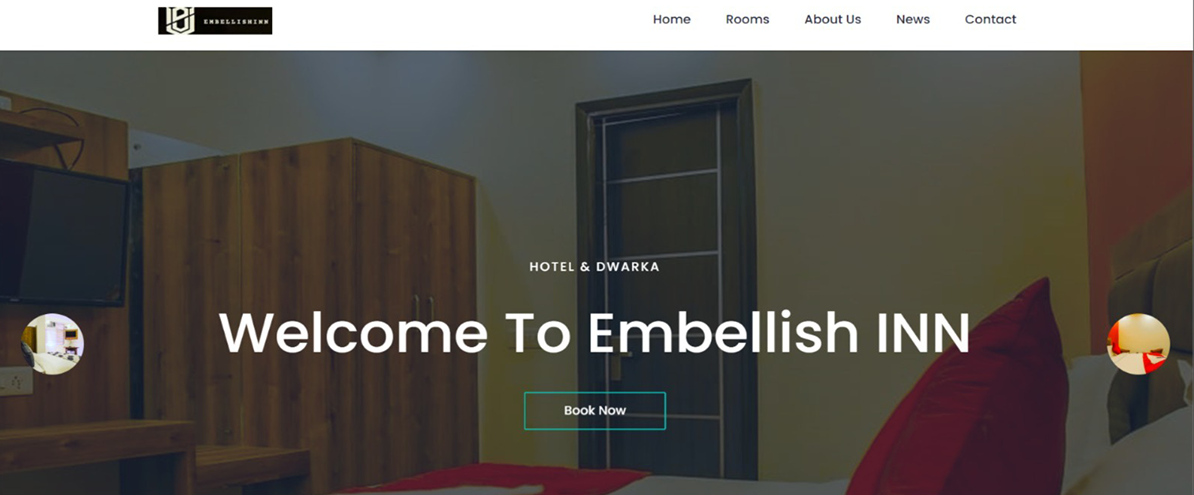 EMBELLISHINN
Home Rooms About Us News Contact
HOTEL & DWARKA
Welcome To Embellish INN
Book Now